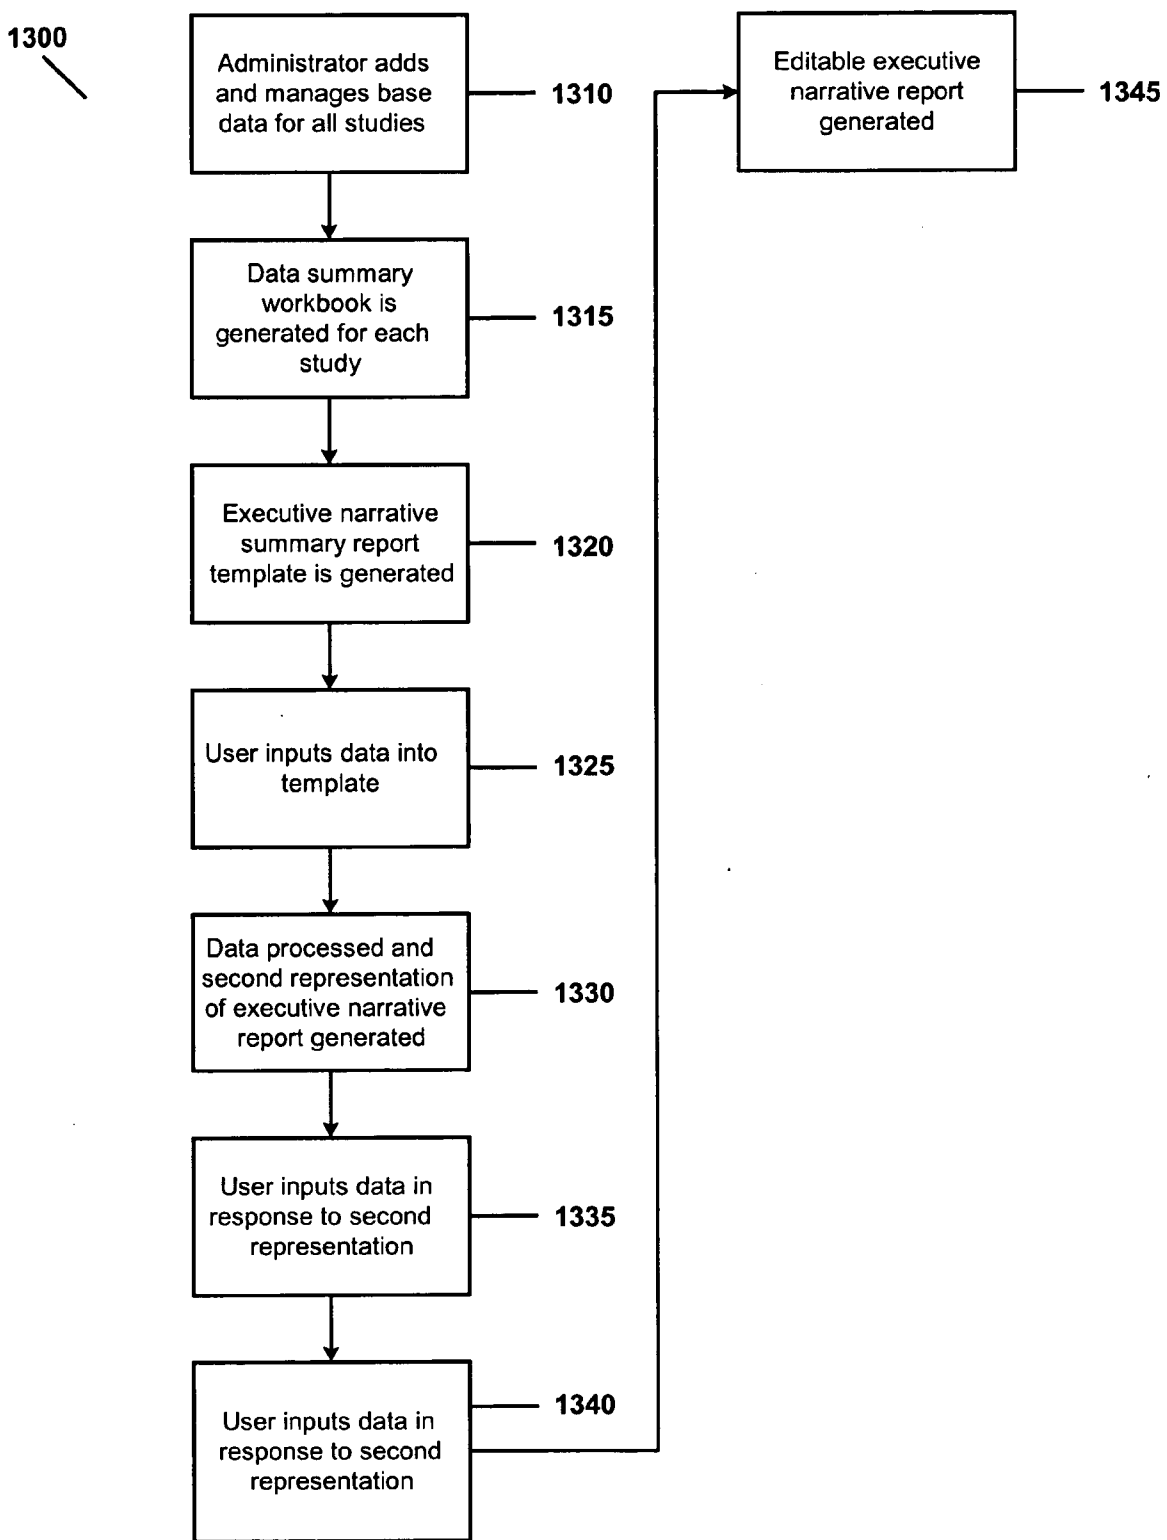 1300
Administrator adds
and manages base
data for all studies
1310
Data summary
workbook is
generated for each
study
1315
Executive narrative
summary report
template is generated
1320
User inputs data into
template
1325
Data processed and
second representation
of executive narrative
report generated
1330
User inputs data in
response to second
representation
1335
User inputs data in
response to second
representation
1340
Editable executive
narrative report
generated
1345